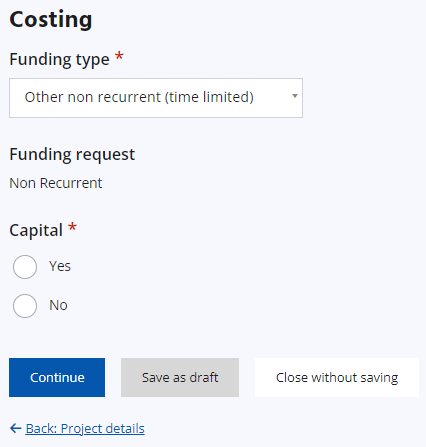 Costing
Funding type *
Other non recurrent (time limited)
Funding request
Non Recurrent
Capital *
Yes
No
Continue Save as draft Close without saving
← Back: Project details